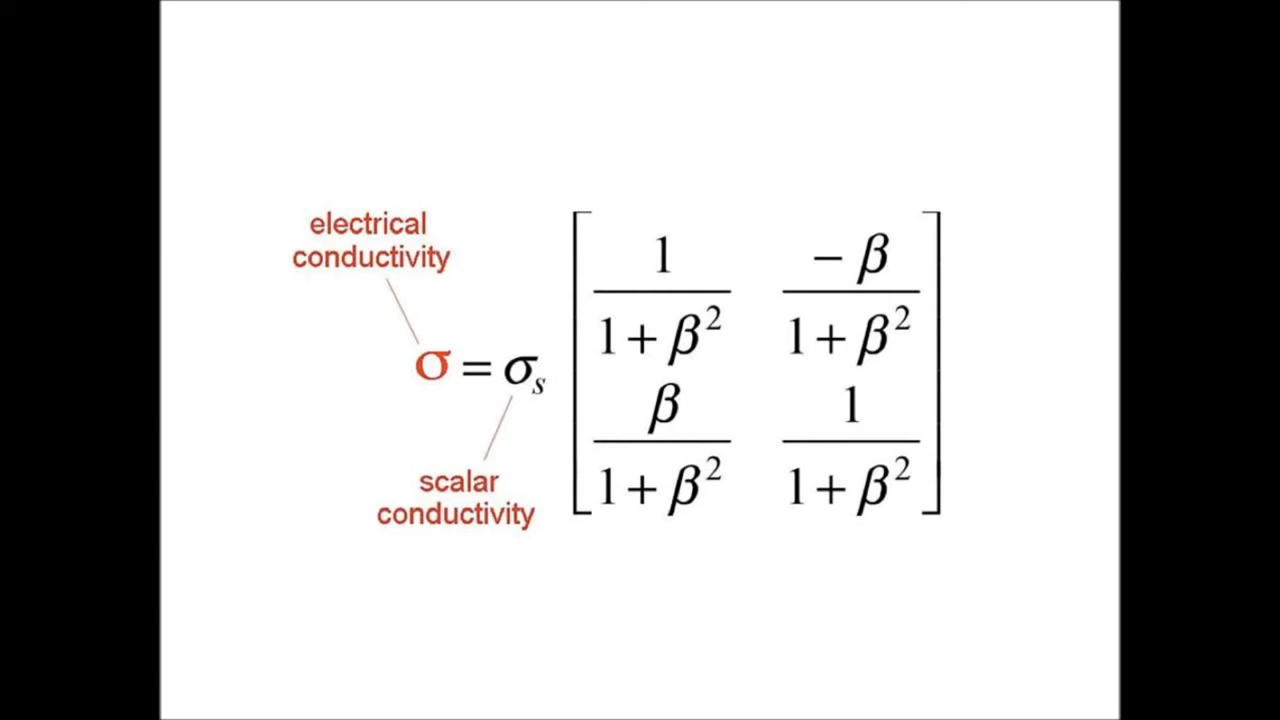 electrical
conductivity
σ = σₛ [ 1/(1 + β²) − β/(1 + β²)
β/(1 + β²) 1/(1 + β²) ]
scalar
conductivity